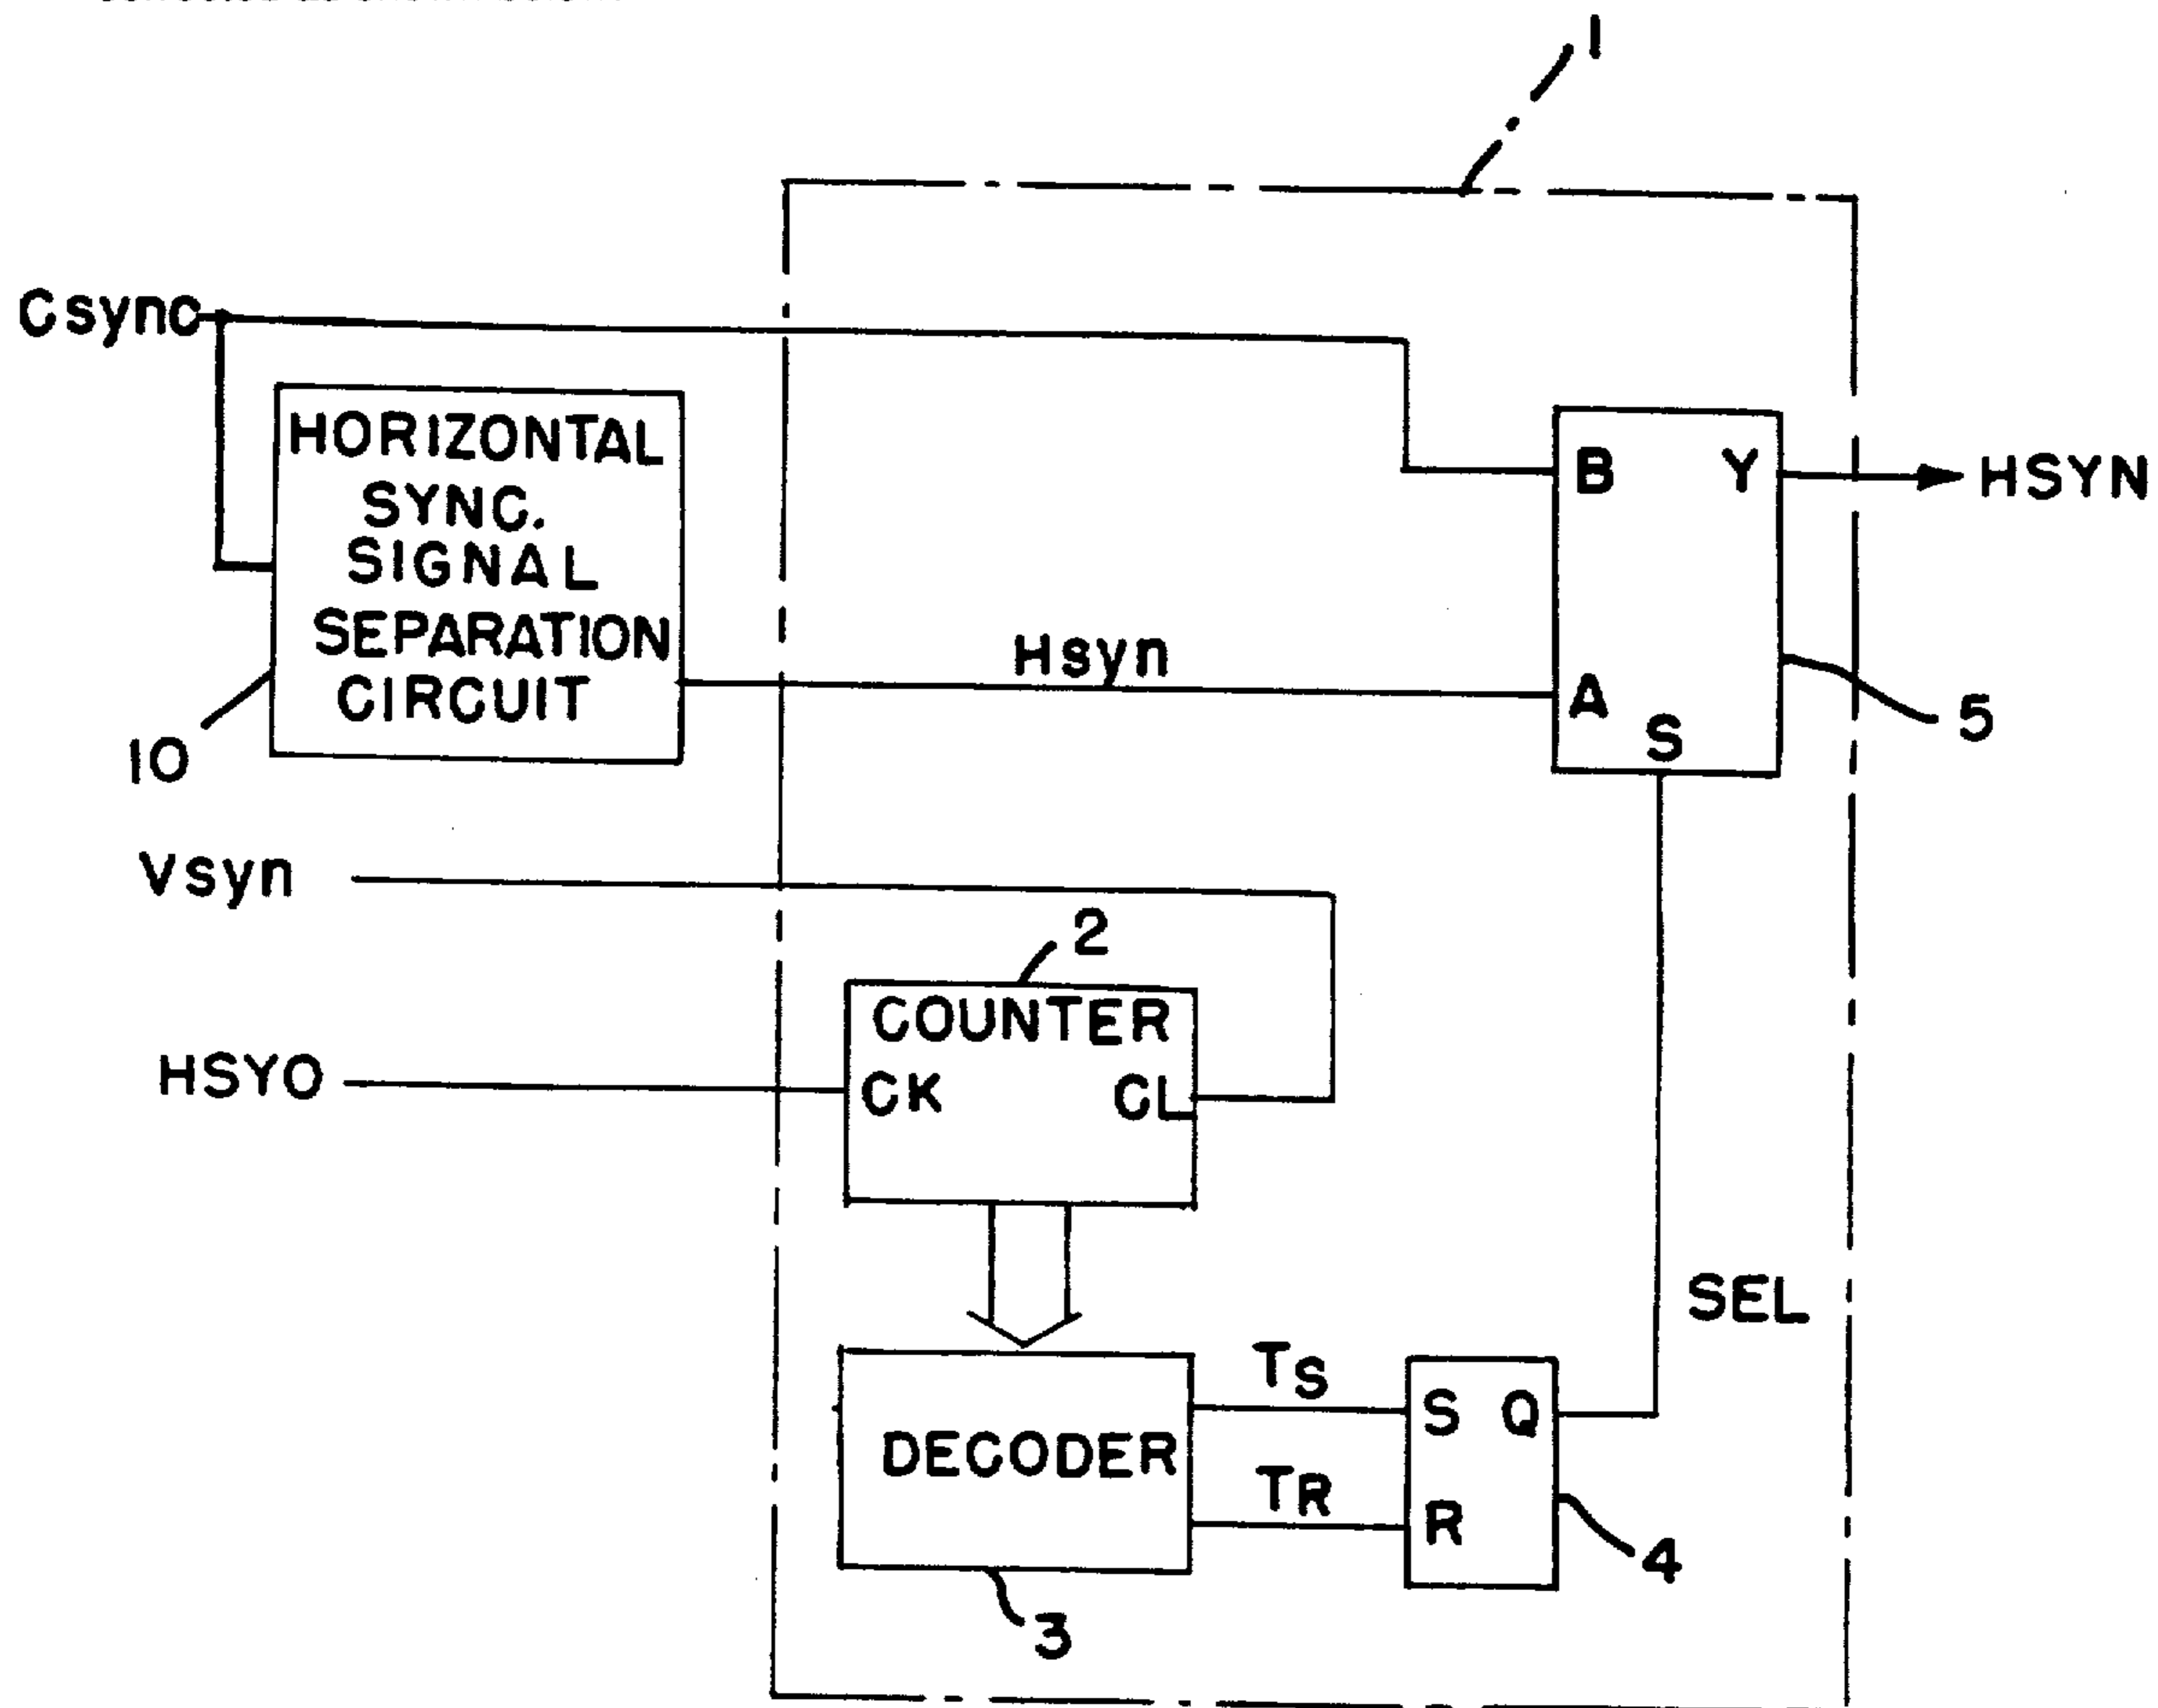 1
Csync
HORIZONTAL
SYNC.
SIGNAL
SEPARATION
CIRCUIT
10
B
Y
HSYN
Hsyn
A
S
5
Vsyn
2
COUNTER
HSYO
CK
CL
SEL
TS
DECODER
S
Q
TR
R
4
3